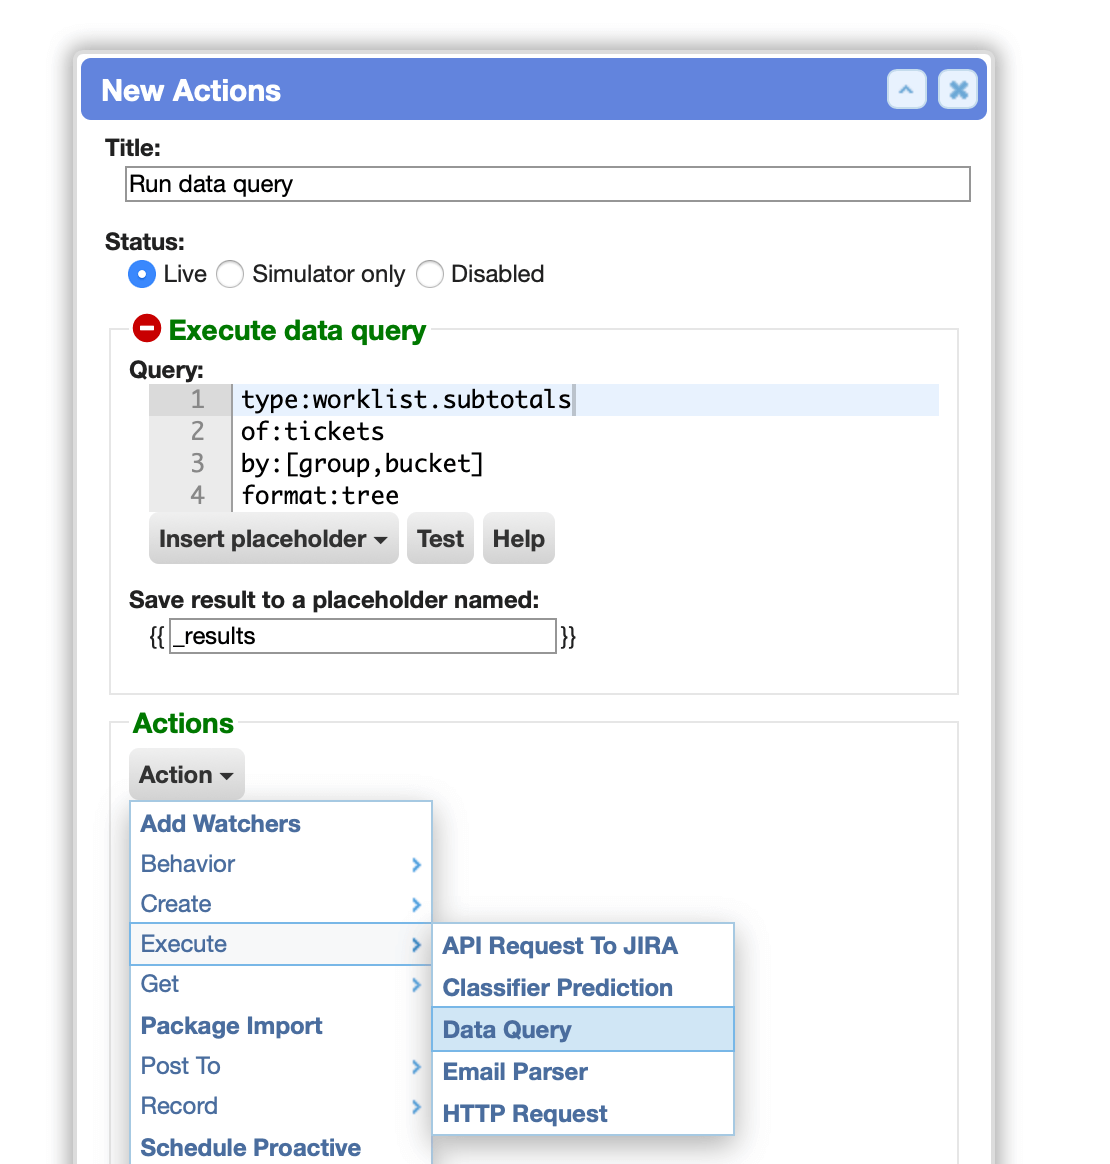 New Actions
Title:
Run data query
Status:
Live Simulator only Disabled
Execute data query
Query:
1 type:worklist.subtotals
2 of:tickets
3 by:[group,bucket]
4 format:tree
Insert placeholder Test Help
Save result to a placeholder named:
{{ _results }}
Actions
Action
Add Watchers
Behavior
Create
Execute
Get
Package Import
Post To
Record
Schedule Proactive
API Request To JIRA
Classifier Prediction
Data Query
Email Parser
HTTP Request